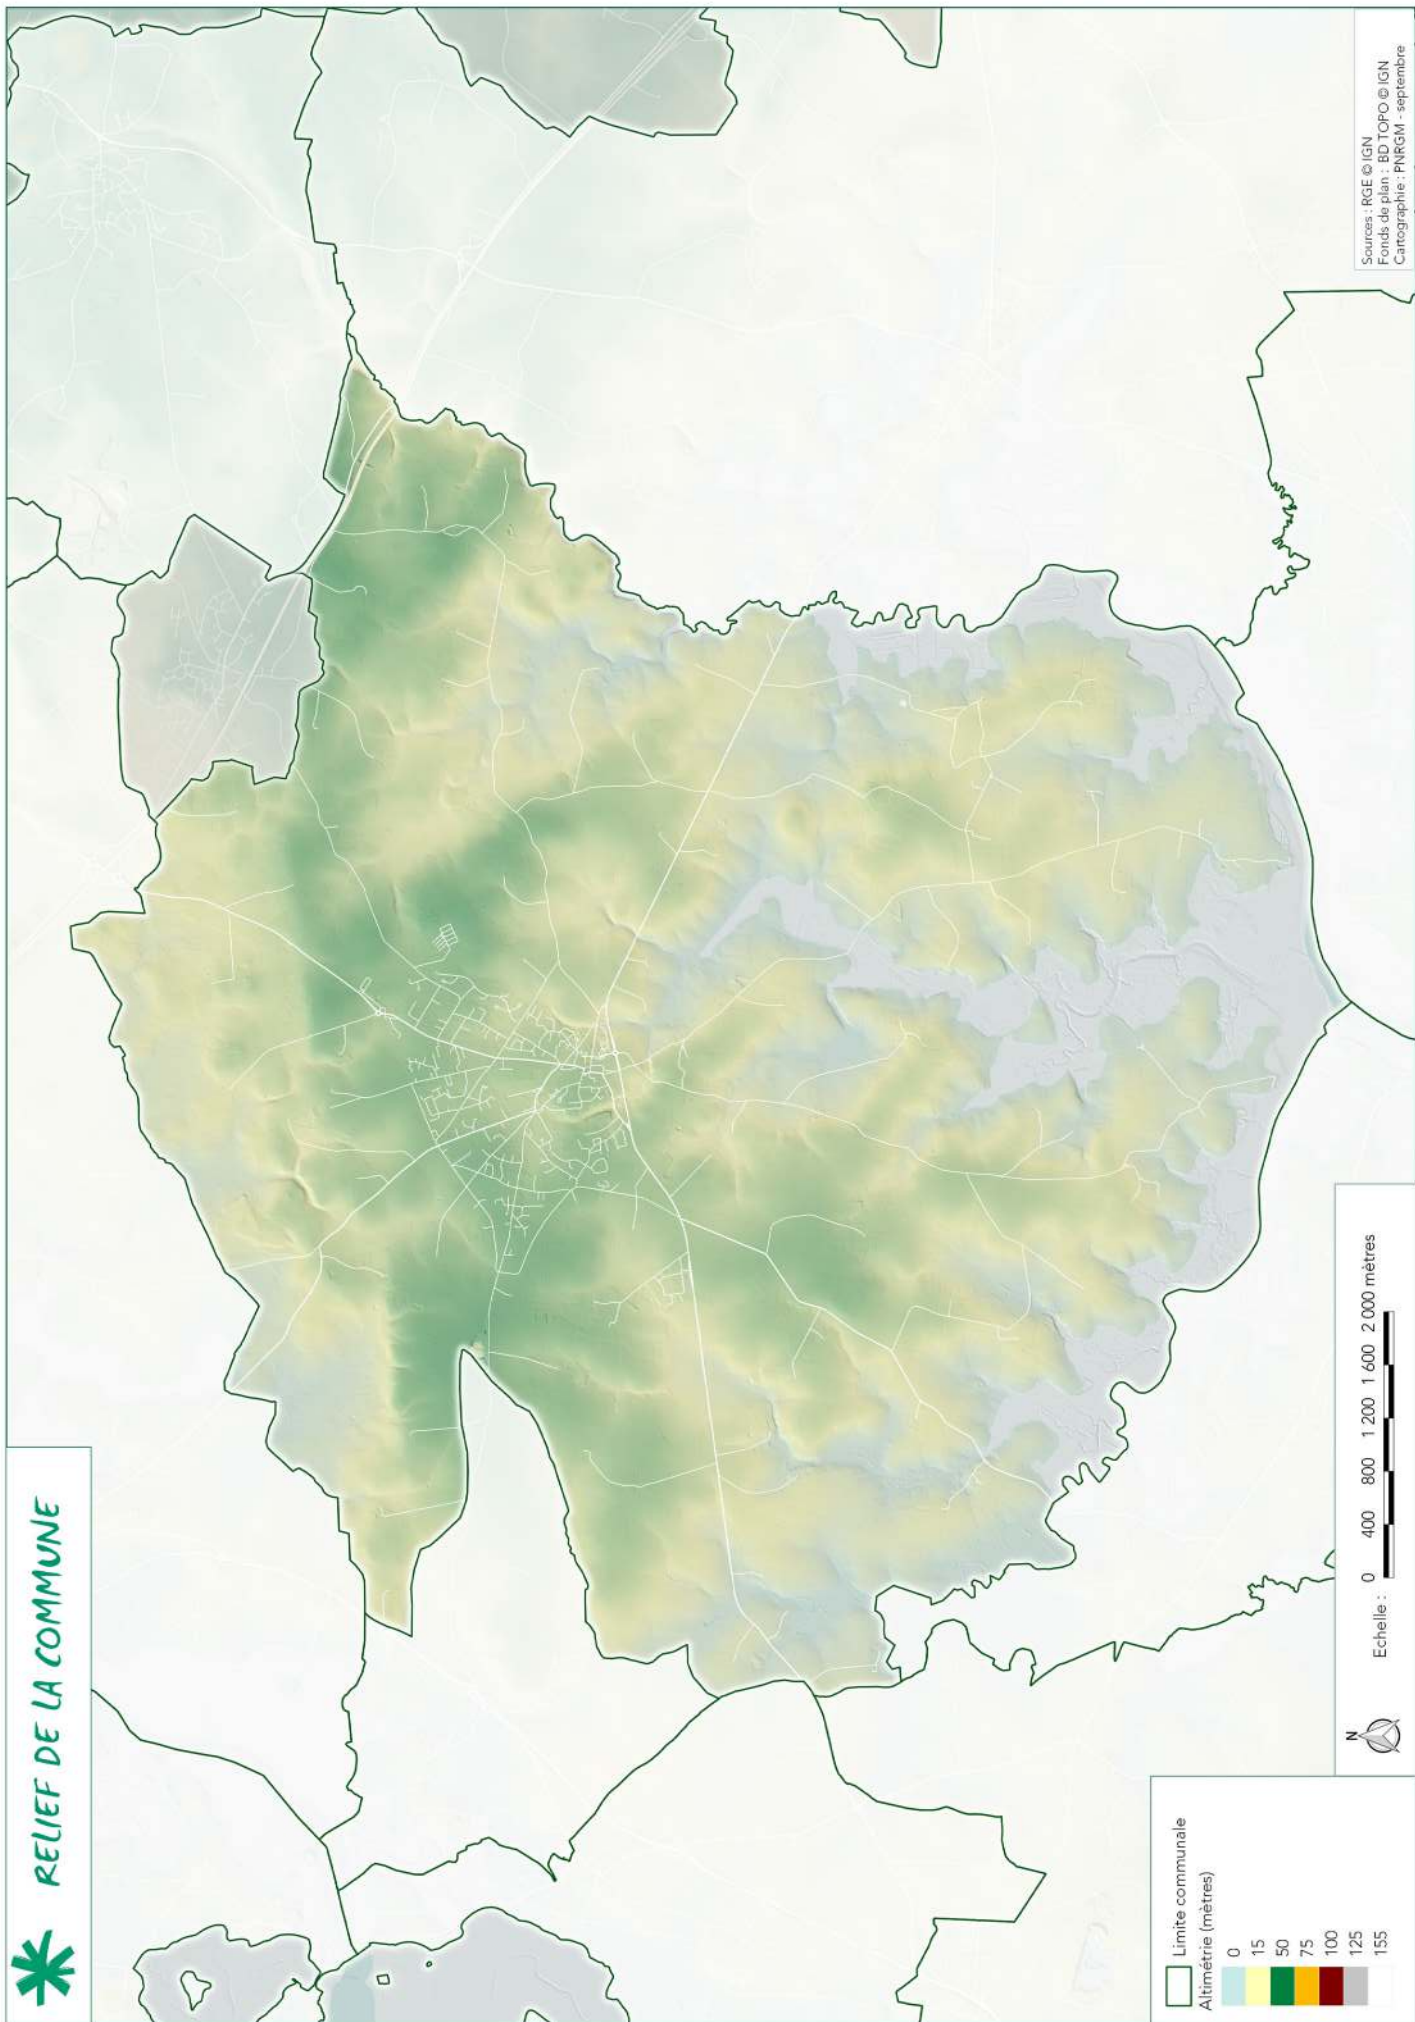 RELIEF DE LA COMMUNE
Limite communale
Altimétrie (mètres)
0
15
50
75
100
125
155
N
Echelle :
0 400 800 1 200 1 600 2 000 mètres
Sources : RGE © IGN
Fonds de plan : BD TOPO © IGN
Cartographie : PNRGM - septembre